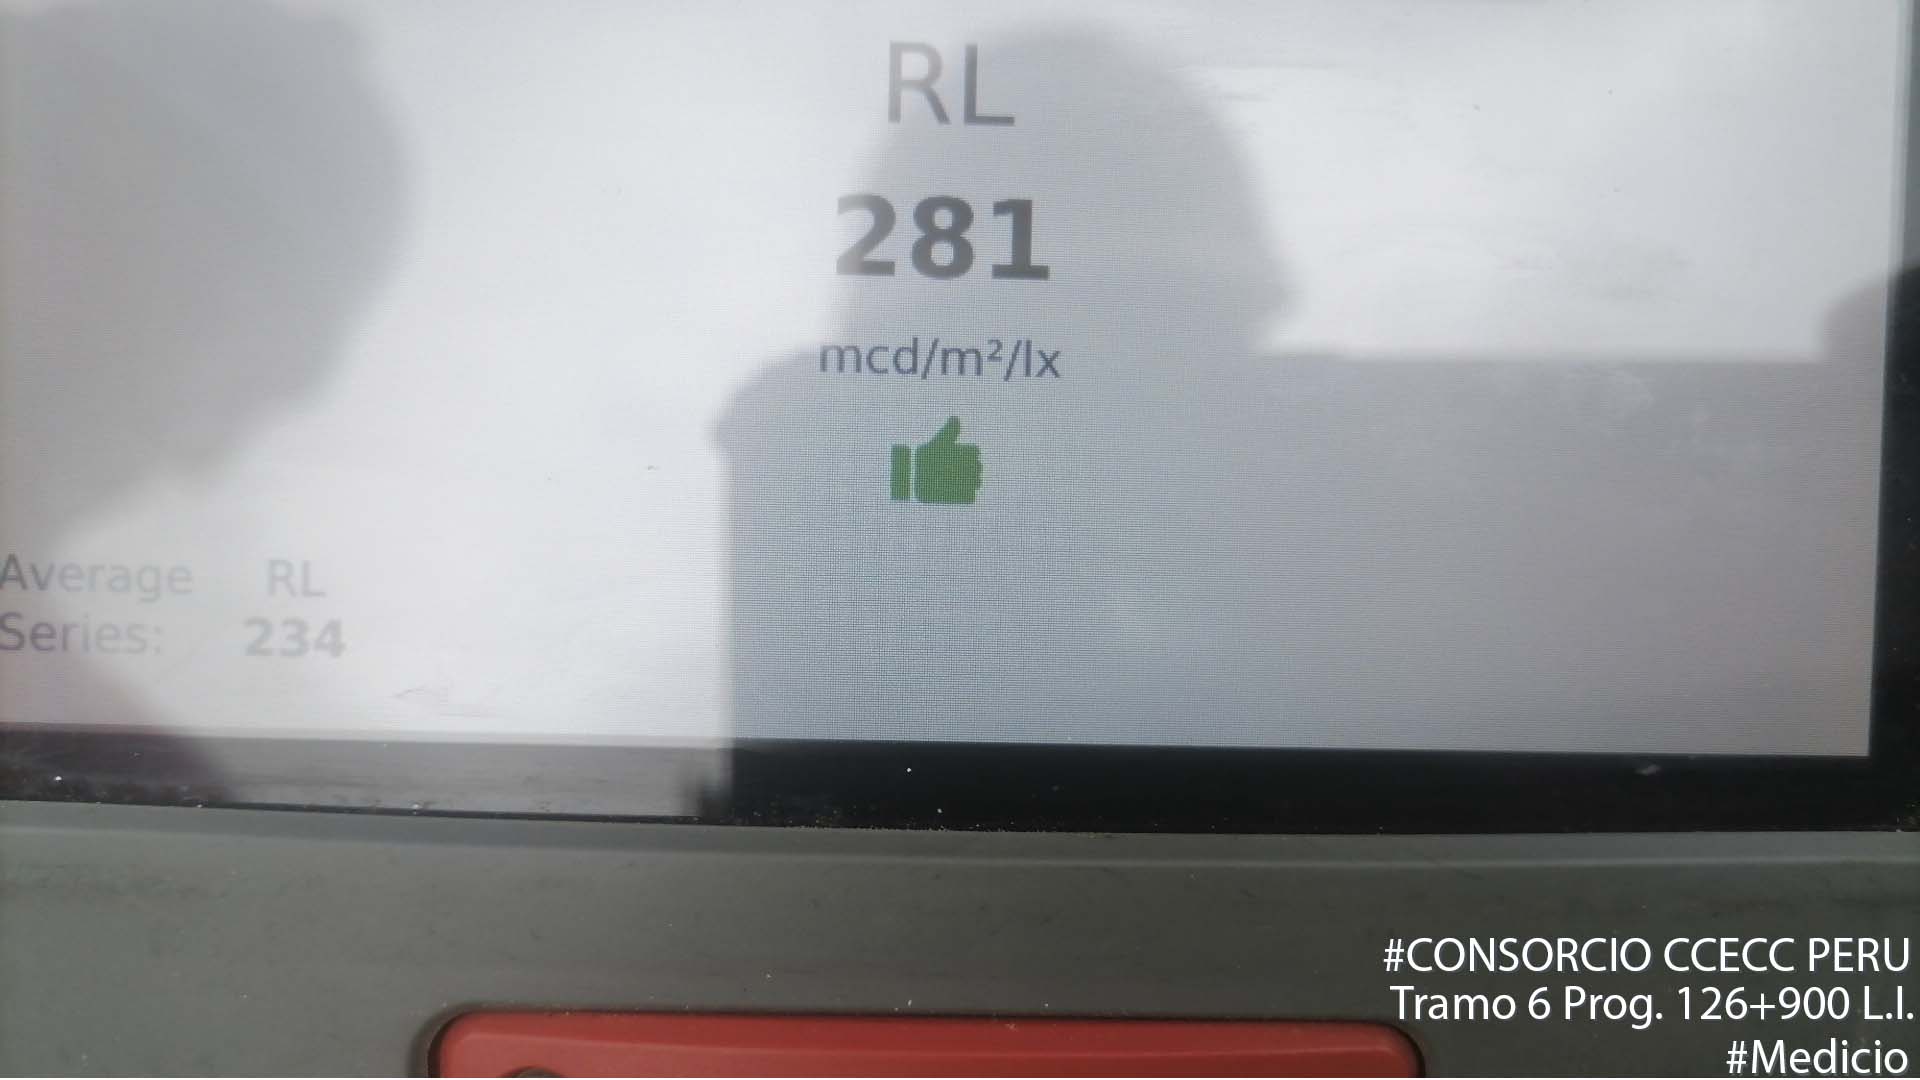 RL
281
mcd/m²/lx
Average RL
Series: 234
#CONSORCIO CCECC PERU
Tramo 6 Prog. 126+900 L.I.
#Medicio